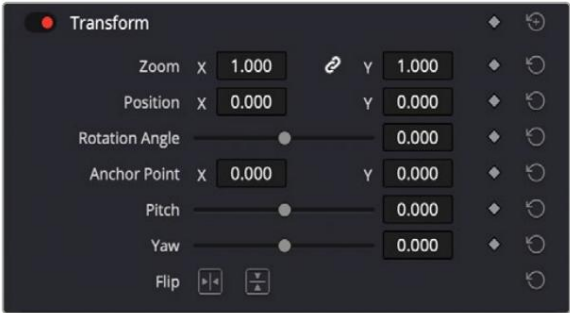 Transform
Zoom X 1.000 Y 1.000
Position X 0.000 Y 0.000
Rotation Angle 0.000
Anchor Point X 0.000 Y 0.000
Pitch 0.000
Yaw 0.000
Flip